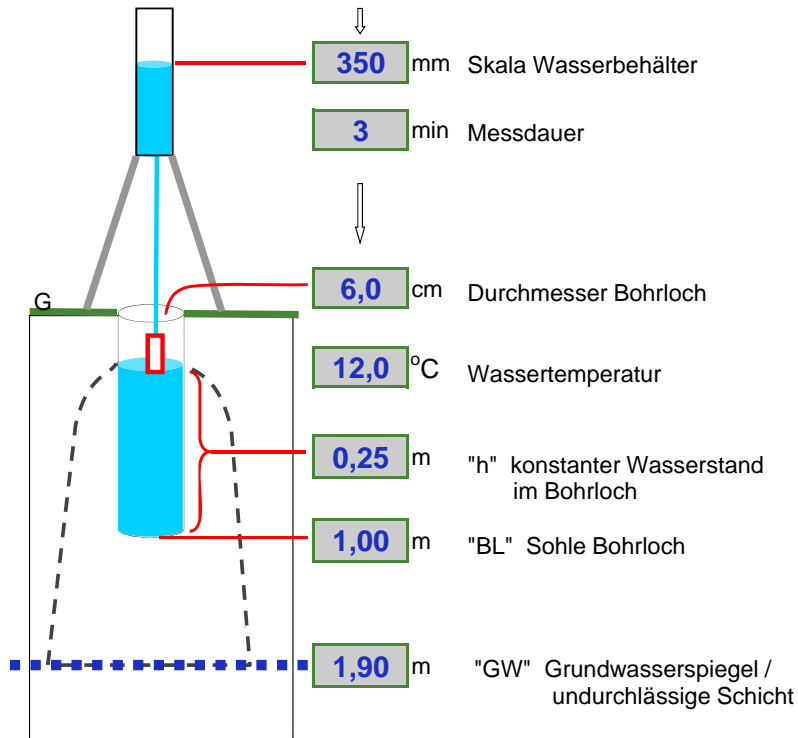 350 mm Skala Wasserbehälter
3 min Messdauer
6,0 cm Durchmesser Bohrloch
G
12,0 °C Wassertemperatur
0,25 m "h" konstanter Wasserstand
im Bohrloch
1,00 m "BL" Sohle Bohrloch
1,90 m "GW" Grundwasserspiegel /
undurchlässige Schicht